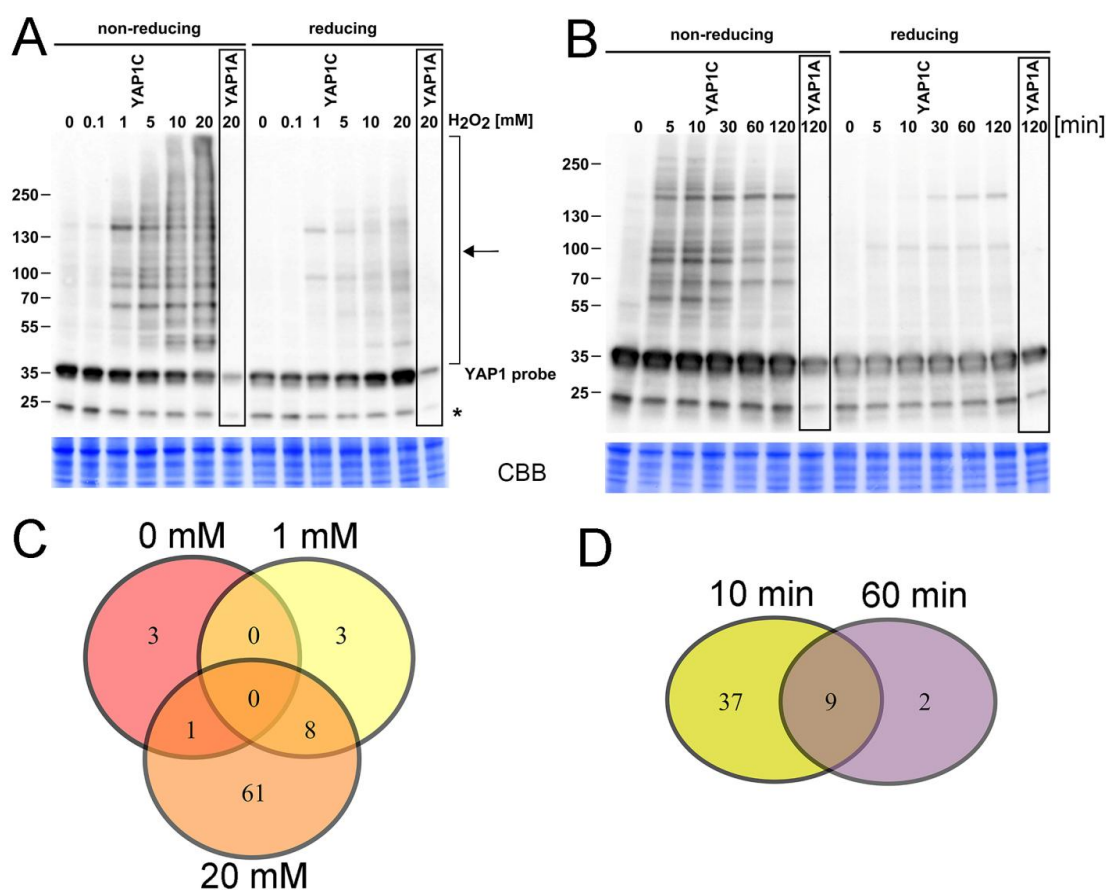 A
non-reducing reducing
YAP1C YAP1A YAP1C YAP1A
0 0.1 1 5 10 20 20 0 0.1 1 5 10 20 20 H2O2 [mM]
250
130
100
70
55
35
25
YAP1 probe
*
B
non-reducing reducing
YAP1C YAP1A YAP1C YAP1A
0 5 10 30 60 120 120 0 5 10 30 60 120 120 [min]
250
130
100
70
55
35
25
CBB
C
0 mM 1 mM
3 0 3
0
1 8
61
20 mM
D
10 min 60 min
37 9 2